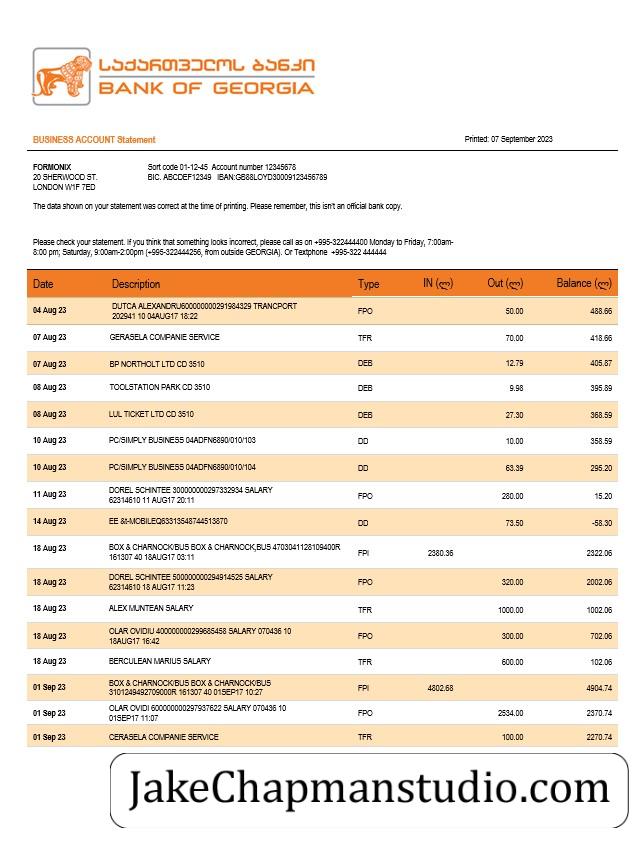 ᲡᲐᲥᲐᲠᲗᲕᲔᲚᲝᲡ ᲑᲐᲜᲙᲘ
BANK OF GEORGIA
BUSINESS ACCOUNT Statement
Printed: 07 September 2023
FORMONIX
Sort code 01-12-45 Account number 12345678
20 SHERWOOD ST.
BIC. ABCDEF12349 IBAN:GB88LOYD30009123456789
LONDON W1F 7ED
The data shown on your statement was correct at the time of printing. Please remember, this isn't an official bank copy.
Please check your statement. If you think that something looks incorrect, please call as on +995-322444400 Monday to Friday, 7:00am-
8:00 pm; Saturday, 9:00am-2:00pm (+995-322444256, from outside GEORGIA). Or Textphone +995-322 444444
Date Description Type IN (ლ) Out (ლ) Balance (ლ)
04 Aug 23 DUTCA ALEXANDRU600000000291984329 TRANCPORT FPO 50.00 488.66
202941 10 04AUG17 18:22
07 Aug 23 GERASELA COMPANIE SERVICE TFR 70.00 418.66
07 Aug 23 BP NORTHOLT LTD CD 3510 DEB 12.79 405.87
08 Aug 23 TOOLSTATION PARK CD 3510 DEB 9.98 395.89
08 Aug 23 LUL TICKET LTD CD 3510 DEB 27.30 368.59
10 Aug 23 PC/SIMPLY BUSINESS 04ADFN6890/010/103 DD 10.00 358.59
10 Aug 23 PC/SIMPLY BUSINESS 04ADFN6890/010/104 DD 63.39 295.20
11 Aug 23 DOREL SCHINTEE 300000000297332934 SALARY FPO 280.00 15.20
62314610 11 AUG17 20:11
14 Aug 23 EE &t-MOBILEQ63313548744513870 DD 73.50 -58.30
18 Aug 23 BOX & CHARNOCK/BUS BOX & CHARNOCK,BUS 4703041128109400R FPI 2380.36 2322.06
161307 40 18AUG17 03:11
18 Aug 23 DOREL SCHINTEE 500000000294914525 SALARY FPO 320.00 2002.06
62314610 18 AUG17 11:23
18 Aug 23 ALEX MUNTEAN SALARY TFR 1000.00 1002.06
18 Aug 23 OLAR OVIDIU 400000000299685458 SALARY 070436 10 FPO 300.00 702.06
18AUG17 16:42
18 Aug 23 BERCULEAN MARIUS SALARY TFR 600.00 102.06
01 Sep 23 BOX & CHARNOCK/BUS BOX & CHARNOCK/BUS FPI 4802.68 4904.74
3101249492709000R 161307 40 01SEP17 10:27
01 Sep 23 OLAR OVIDI 600000000297937622 SALARY 070436 10 FPO 2534.00 2370.74
01SEP17 11:07
01 Sep 23 CERASELA COMPANIE SERVICE TFR 100.00 2270.74
JakeChapmanstudio.com